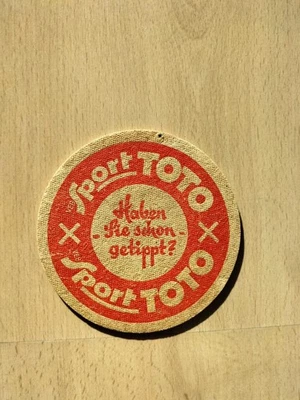 Sport TOTO
Haben
Sie schon
getippt?
Sport TOTO